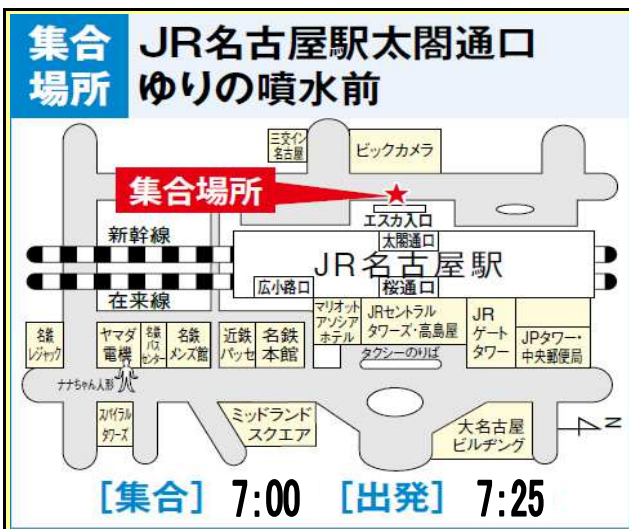 集合
場所
JR名古屋駅太閤通口
ゆりの噴水前
三交イン
名古屋
ビックカメラ
集合場所
エスカ入口
新幹線
太閤通口
JR名古屋駅
広小路口
桜通口
在来線
名鉄
レジャック
ヤマダ
電機
名鉄
バス
センター
名鉄
メンズ館
近鉄
パッセ
名鉄
本館
マリオット
アソシア
ホテル
JRセントラル
タワーズ・高島屋
JR
ゲート
タワー
JPタワー・
中央郵便局
タクシーのりば
ナナちゃん人形
スパイラル
タワーズ
ミッドランド
スクエア
大名古屋
ビルヂング
N
[集合] 7:00 [出発] 7:25